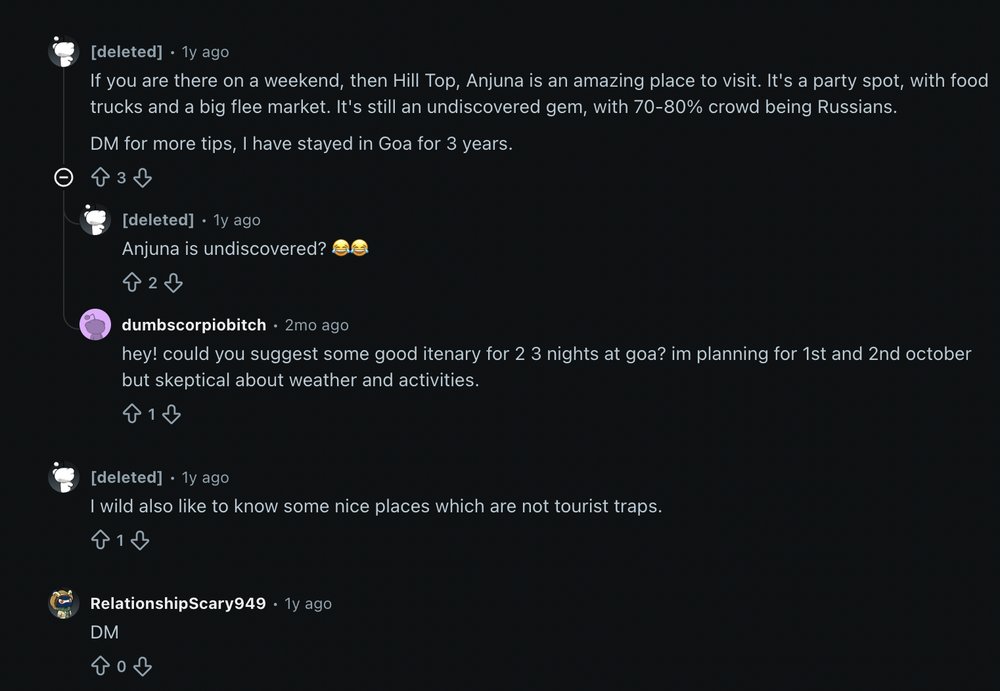 [deleted] • 1y ago
If you are there on a weekend, then Hill Top, Anjuna is an amazing place to visit. It's a party spot, with food
trucks and a big flee market. It's still an undiscovered gem, with 70-80% crowd being Russians.
DM for more tips, I have stayed in Goa for 3 years.
3
[deleted] • 1y ago
Anjuna is undiscovered? 😂😂
2
dumbscorpiobitch • 2mo ago
hey! could you suggest some good itenary for 2 3 nights at goa? im planning for 1st and 2nd october
but skeptical about weather and activities.
1
[deleted] • 1y ago
I wild also like to know some nice places which are not tourist traps.
1
RelationshipScary949 • 1y ago
DM
0